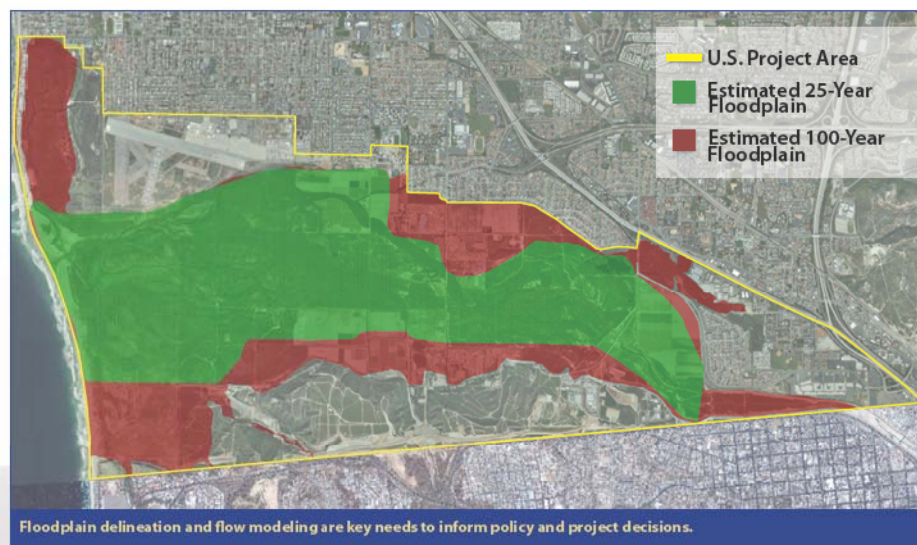 U.S. Project Area
Estimated 25-Year
Floodplain
Estimated 100-Year
Floodplain
Floodplain delineation and flow modeling are key needs to inform policy and project decisions.